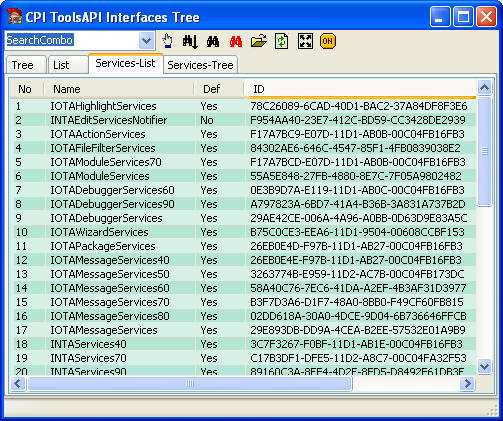 CPI ToolsAPI Interfaces Tree
SearchCombo ON
Tree List Services-List Services-Tree
No Name Def ID
1 IOTAHighlightServices Yes 78C26089-6CAD-40D1-BAC2-37A84DF8F3E6
2 INTAEditServicesNotifier No F954AA40-23E7-412C-BD59-CC3428DE2939
3 IOTAActionServices Yes F17A7BC9-E07D-11D1-AB0B-00C04FB16FB3
4 IOTAFileFilterServices Yes 84302AE6-646C-4547-85F1-4FB0839038E2
5 IOTAModuleServices70 Yes F17A7BCD-E07D-11D1-AB0B-00C04FB16FB3
6 IOTAModuleServices Yes 55A5E848-27FB-4880-8E7C-7F05A9802482
7 IOTADebuggerServices60 Yes 0E3B9D7A-E119-11D1-AB0C-00C04FB16FB3
8 IOTADebuggerServices90 Yes A797823A-6BD7-41A4-B36B-3A831A737B2D
9 IOTADebuggerServices Yes 29AE42CE-006A-4A96-A0BB-0D63D9E83A5C
10 IOTAWizardServices Yes B75C0CE3-EEA6-11D1-9504-00608CCBF153
11 IOTAPackageServices Yes 26EB0E4D-F97B-11D1-AB27-00C04FB16FB3
12 IOTAMessageServices40 Yes 26EB0E4D-F97B-11D1-AB27-00C04FB16FB3
13 IOTAMessageServices50 Yes 3263774B-E959-11D2-AC7B-00C04FB173DC
14 IOTAMessageServices60 Yes 58A40C76-7EC6-41DA-A2EF-4B3AF31D3977
15 IOTAMessageServices70 Yes B3F7D3A6-D1F7-48A0-8BB0-F49CF60FB815
16 IOTAMessageServices80 Yes 02DD618A-30A0-4DCE-9D04-6B736646FFCB
17 IOTAMessageServices Yes 29E893DB-DD9A-4CEA-B2EE-57532E01A9B9
18 INTAServices40 Yes 3C7F3267-F0BF-11D1-AB1E-00C04FB16FB3
19 INTAServices70 Yes C17B3DF1-DFE5-11D2-A8C7-00C04FA32F53
20 INTAServices90 Yes 89160C3A-8EF4-4D2E-8FD5-D8492F61DB3E